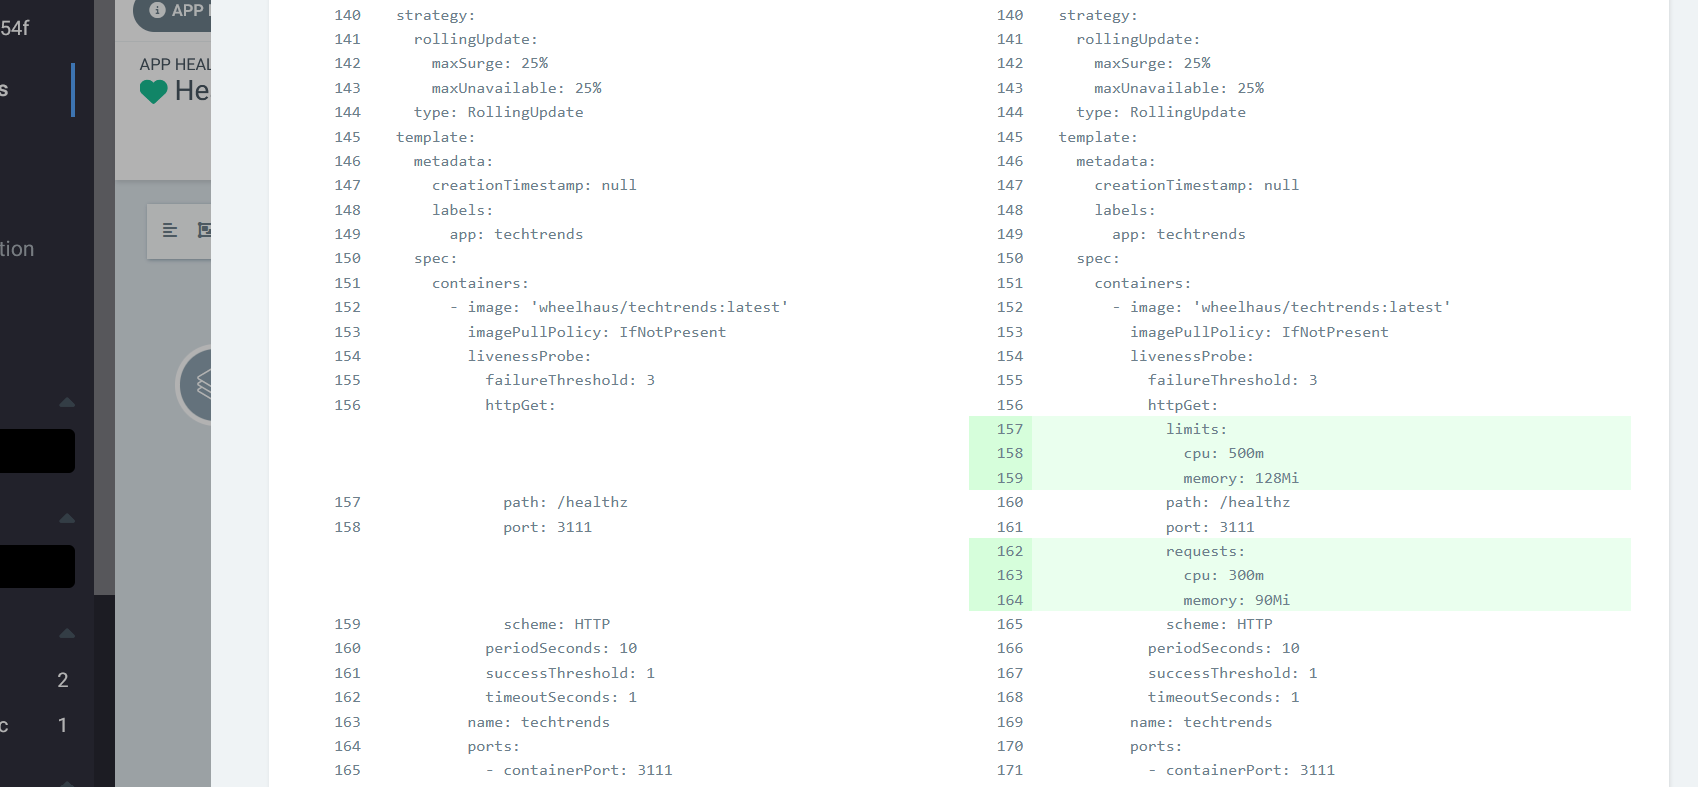 54f
s
tion
2
c 1
APP
APP HEAL
He
140 strategy:
141 rollingUpdate:
142 maxSurge: 25%
143 maxUnavailable: 25%
144 type: RollingUpdate
145 template:
146 metadata:
147 creationTimestamp: null
148 labels:
149 app: techtrends
150 spec:
151 containers:
152 - image: 'wheelhaus/techtrends:latest'
153 imagePullPolicy: IfNotPresent
154 livenessProbe:
155 failureThreshold: 3
156 httpGet:
157 path: /healthz
158 port: 3111
159 scheme: HTTP
160 periodSeconds: 10
161 successThreshold: 1
162 timeoutSeconds: 1
163 name: techtrends
164 ports:
165 - containerPort: 3111
140 strategy:
141 rollingUpdate:
142 maxSurge: 25%
143 maxUnavailable: 25%
144 type: RollingUpdate
145 template:
146 metadata:
147 creationTimestamp: null
148 labels:
149 app: techtrends
150 spec:
151 containers:
152 - image: 'wheelhaus/techtrends:latest'
153 imagePullPolicy: IfNotPresent
154 livenessProbe:
155 failureThreshold: 3
156 httpGet:
157 limits:
158 cpu: 500m
159 memory: 128Mi
160 path: /healthz
161 port: 3111
162 requests:
163 cpu: 300m
164 memory: 90Mi
165 scheme: HTTP
166 periodSeconds: 10
167 successThreshold: 1
168 timeoutSeconds: 1
169 name: techtrends
170 ports:
171 - containerPort: 3111